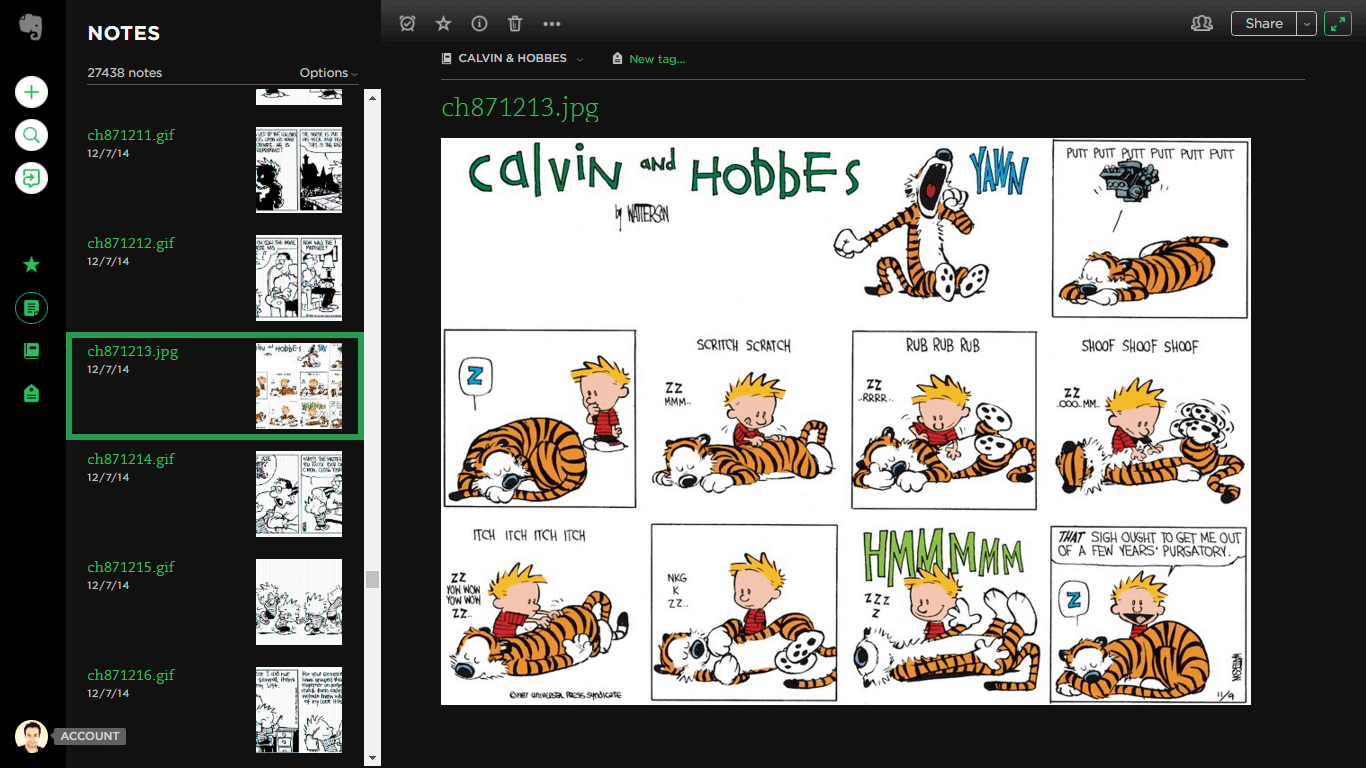 NOTES
27438 notes
Options
ch871211.gif
12/7/14
ch871212.gif
12/7/14
ch871213.jpg
12/7/14
ch871214.gif
12/7/14
ch871215.gif
12/7/14
ch871216.gif
12/7/14
ACCOUNT
Share
CALVIN & HOBBES
New tag...
ch871213.jpg
CALVIN and HOBBES
by WATTERSON
YAWN
PUTT PUTT PUTT PUTT PUTT PUTT
Z
SCRITCH SCRATCH
ZZ
MMM..
RUB RUB RUB
ZZ
..RRRR..
SHOOF SHOOF SHOOF
ZZ
..OOO..MM..
ITCH ITCH ITCH ITCH
ZZ
YOW WOW
YOW WOW
ZZ..
©1987 UNIVERSAL PRESS SYNDICATE
NKG
K
ZZ..
HMMMMMM
ZZZ
Z
THAT SIGH OUGHT TO GET ME OUT
OF A FEW YEARS' PURGATORY.
Z
WATTERSON
11/9